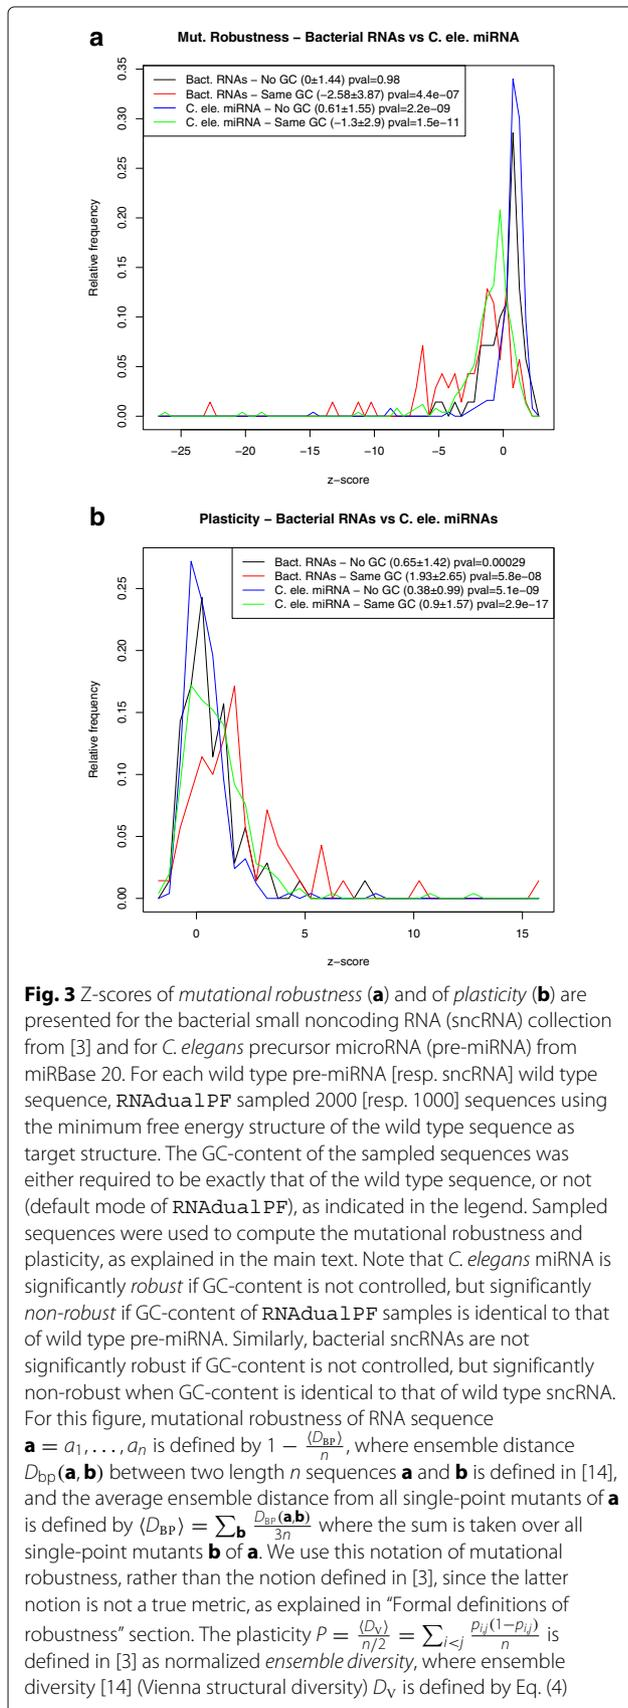 a
Mut. Robustness − Bacterial RNAs vs C. ele. miRNA
Bact. RNAs − No GC (0±1.44) pval=0.98
Bact. RNAs − Same GC (−2.58±3.87) pval=4.4e−07
C. ele. miRNA − No GC (0.61±1.55) pval=2.2e−09
C. ele. miRNA − Same GC (−1.3±2.9) pval=1.5e−11
0.35
0.30
0.25
0.20
0.15
0.10
0.05
0.00
Relative frequency
−25 −20 −15 −10 −5 0
z−score
b
Plasticity − Bacterial RNAs vs C. ele. miRNAs
Bact. RNAs − No GC (0.65±1.42) pval=0.00029
Bact. RNAs − Same GC (1.93±2.65) pval=5.8e−08
C. ele. miRNA − No GC (0.38±0.99) pval=5.1e−09
C. ele. miRNA − Same GC (0.9±1.57) pval=2.9e−17
0.25
0.20
0.15
0.10
0.05
0.00
Relative frequency
0 5 10 15
z−score
Fig. 3 Z-scores of mutational robustness (a) and of plasticity (b) are
presented for the bacterial small noncoding RNA (sncRNA) collection
from [3] and for C. elegans precursor microRNA (pre-miRNA) from
miRBase 20. For each wild type pre-miRNA [resp. sncRNA] wild type
sequence, RNAdualPF sampled 2000 [resp. 1000] sequences using
the minimum free energy structure of the wild type sequence as
target structure. The GC-content of the sampled sequences was
either required to be exactly that of the wild type sequence, or not
(default mode of RNAdualPF), as indicated in the legend. Sampled
sequences were used to compute the mutational robustness and
plasticity, as explained in the main text. Note that C. elegans miRNA is
significantly robust if GC-content is not controlled, but significantly
non-robust if GC-content of RNAdualPF samples is identical to that
of wild type pre-miRNA. Similarly, bacterial sncRNAs are not
significantly robust if GC-content is not controlled, but significantly
non-robust when GC-content is identical to that of wild type sncRNA.
For this figure, mutational robustness of RNA sequence
a = a₁, . . . , aₙ is defined by 1 − ⟨D_BP⟩/n, where ensemble distance
D_bp(a, b) between two length n sequences a and b is defined in [14],
and the average ensemble distance from all single-point mutants of a
is defined by ⟨D_BP⟩ = ∑_b D_BP(a,b)/3n where the sum is taken over all
single-point mutants b of a. We use this notation of mutational
robustness, rather than the notion defined in [3], since the latter
notion is not a true metric, as explained in "Formal definitions of
robustness" section. The plasticity P = ⟨D_V⟩/(n/2) = ∑_{i<j} p_{i,j}(1−p_{i,j})/n is
defined in [3] as normalized ensemble diversity, where ensemble
diversity [14] (Vienna structural diversity) D_V is defined by Eq. (4)